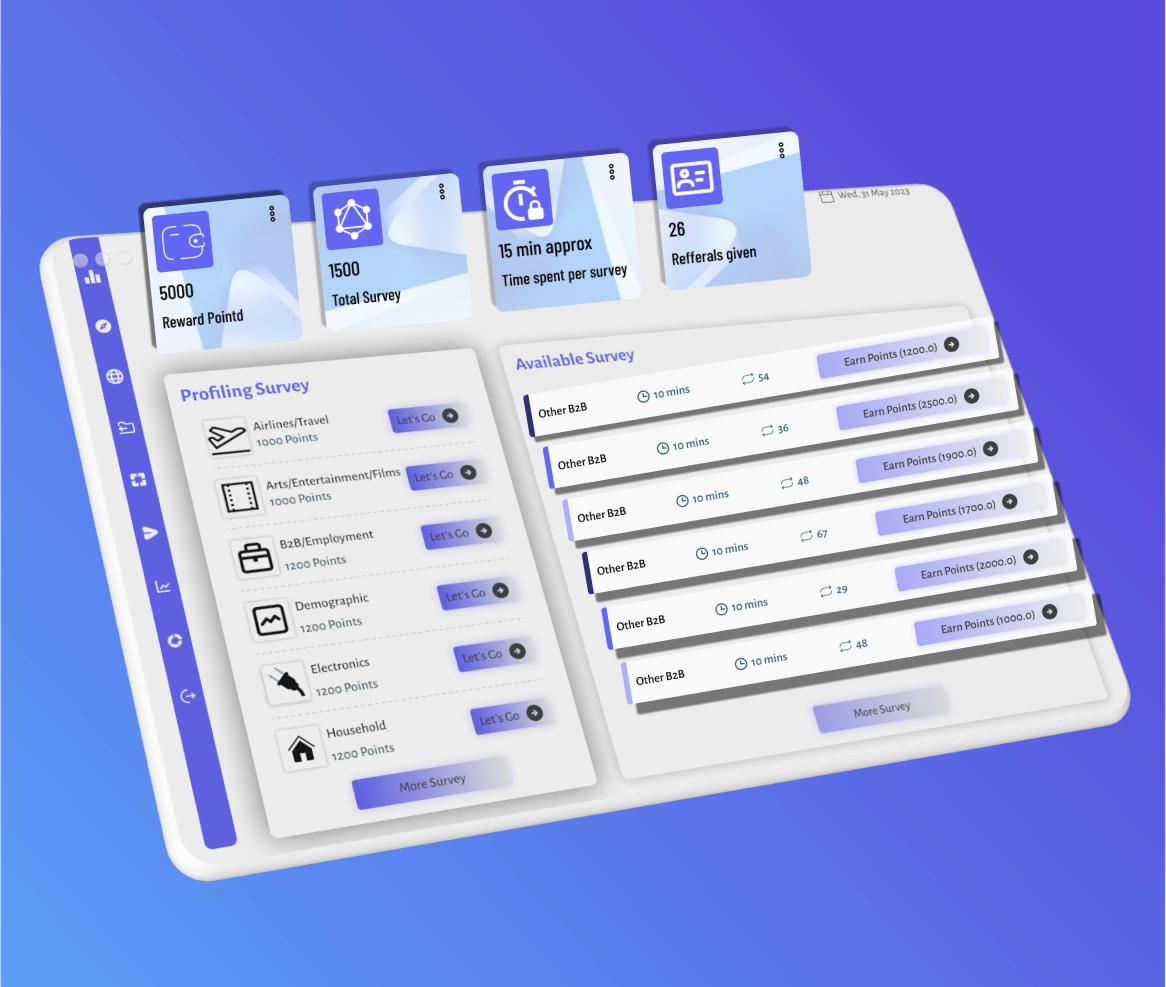 Wed, 31 May 2023
5000
Reward Pointd
1500
Total Survey
15 min approx
Time spent per survey
26
Refferals given
Profiling Survey
Airlines/Travel
1000 Points
Let's Go
Arts/Entertainment/Films
1000 Points
Let's Go
B2B/Employment
1200 Points
Let's Go
Demographic
1200 Points
Let's Go
Electronics
1200 Points
Let's Go
Household
1200 Points
Let's Go
More Survey
Available Survey
Other B2B 10 mins 54 Earn Points (1200.0)
Other B2B 10 mins 36 Earn Points (2500.0)
Other B2B 10 mins 48 Earn Points (1900.0)
Other B2B 10 mins 67 Earn Points (1700.0)
Other B2B 10 mins 29 Earn Points (2000.0)
Other B2B 10 mins 48 Earn Points (1000.0)
More Survey